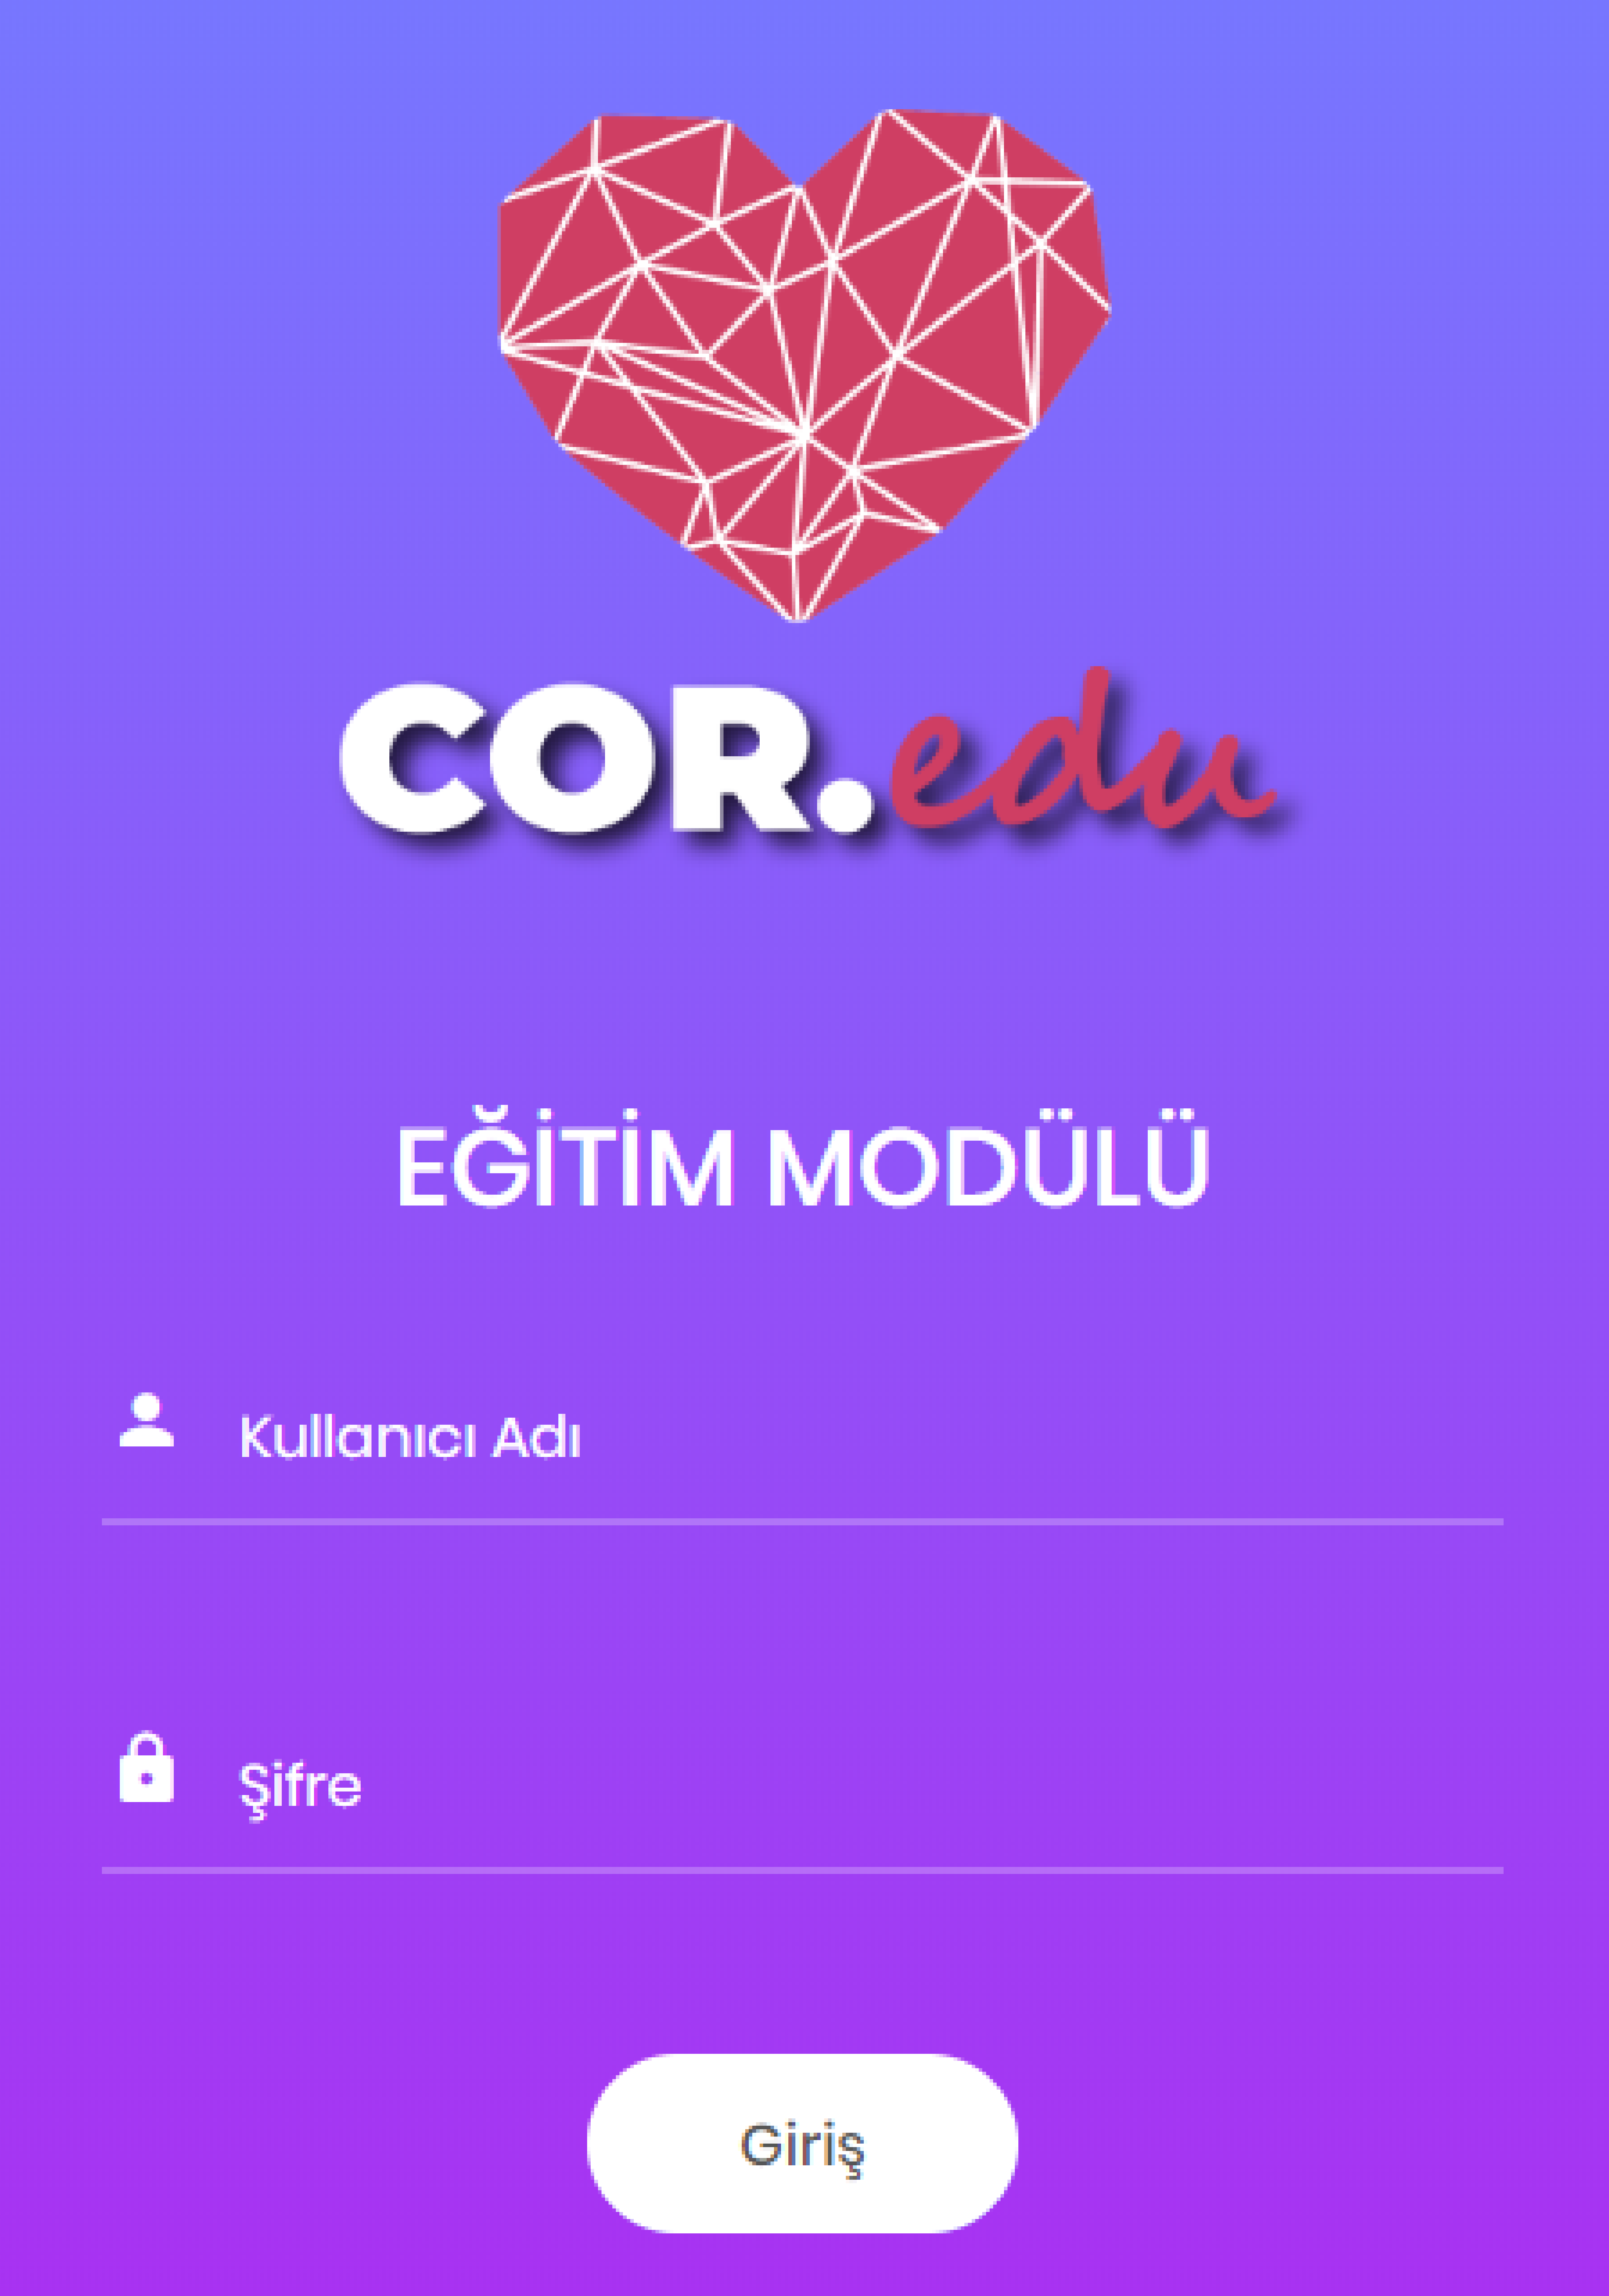 COR.edu
EĞİTİM MODÜLÜ
Kullanıcı Adı
Şifre
Giriş